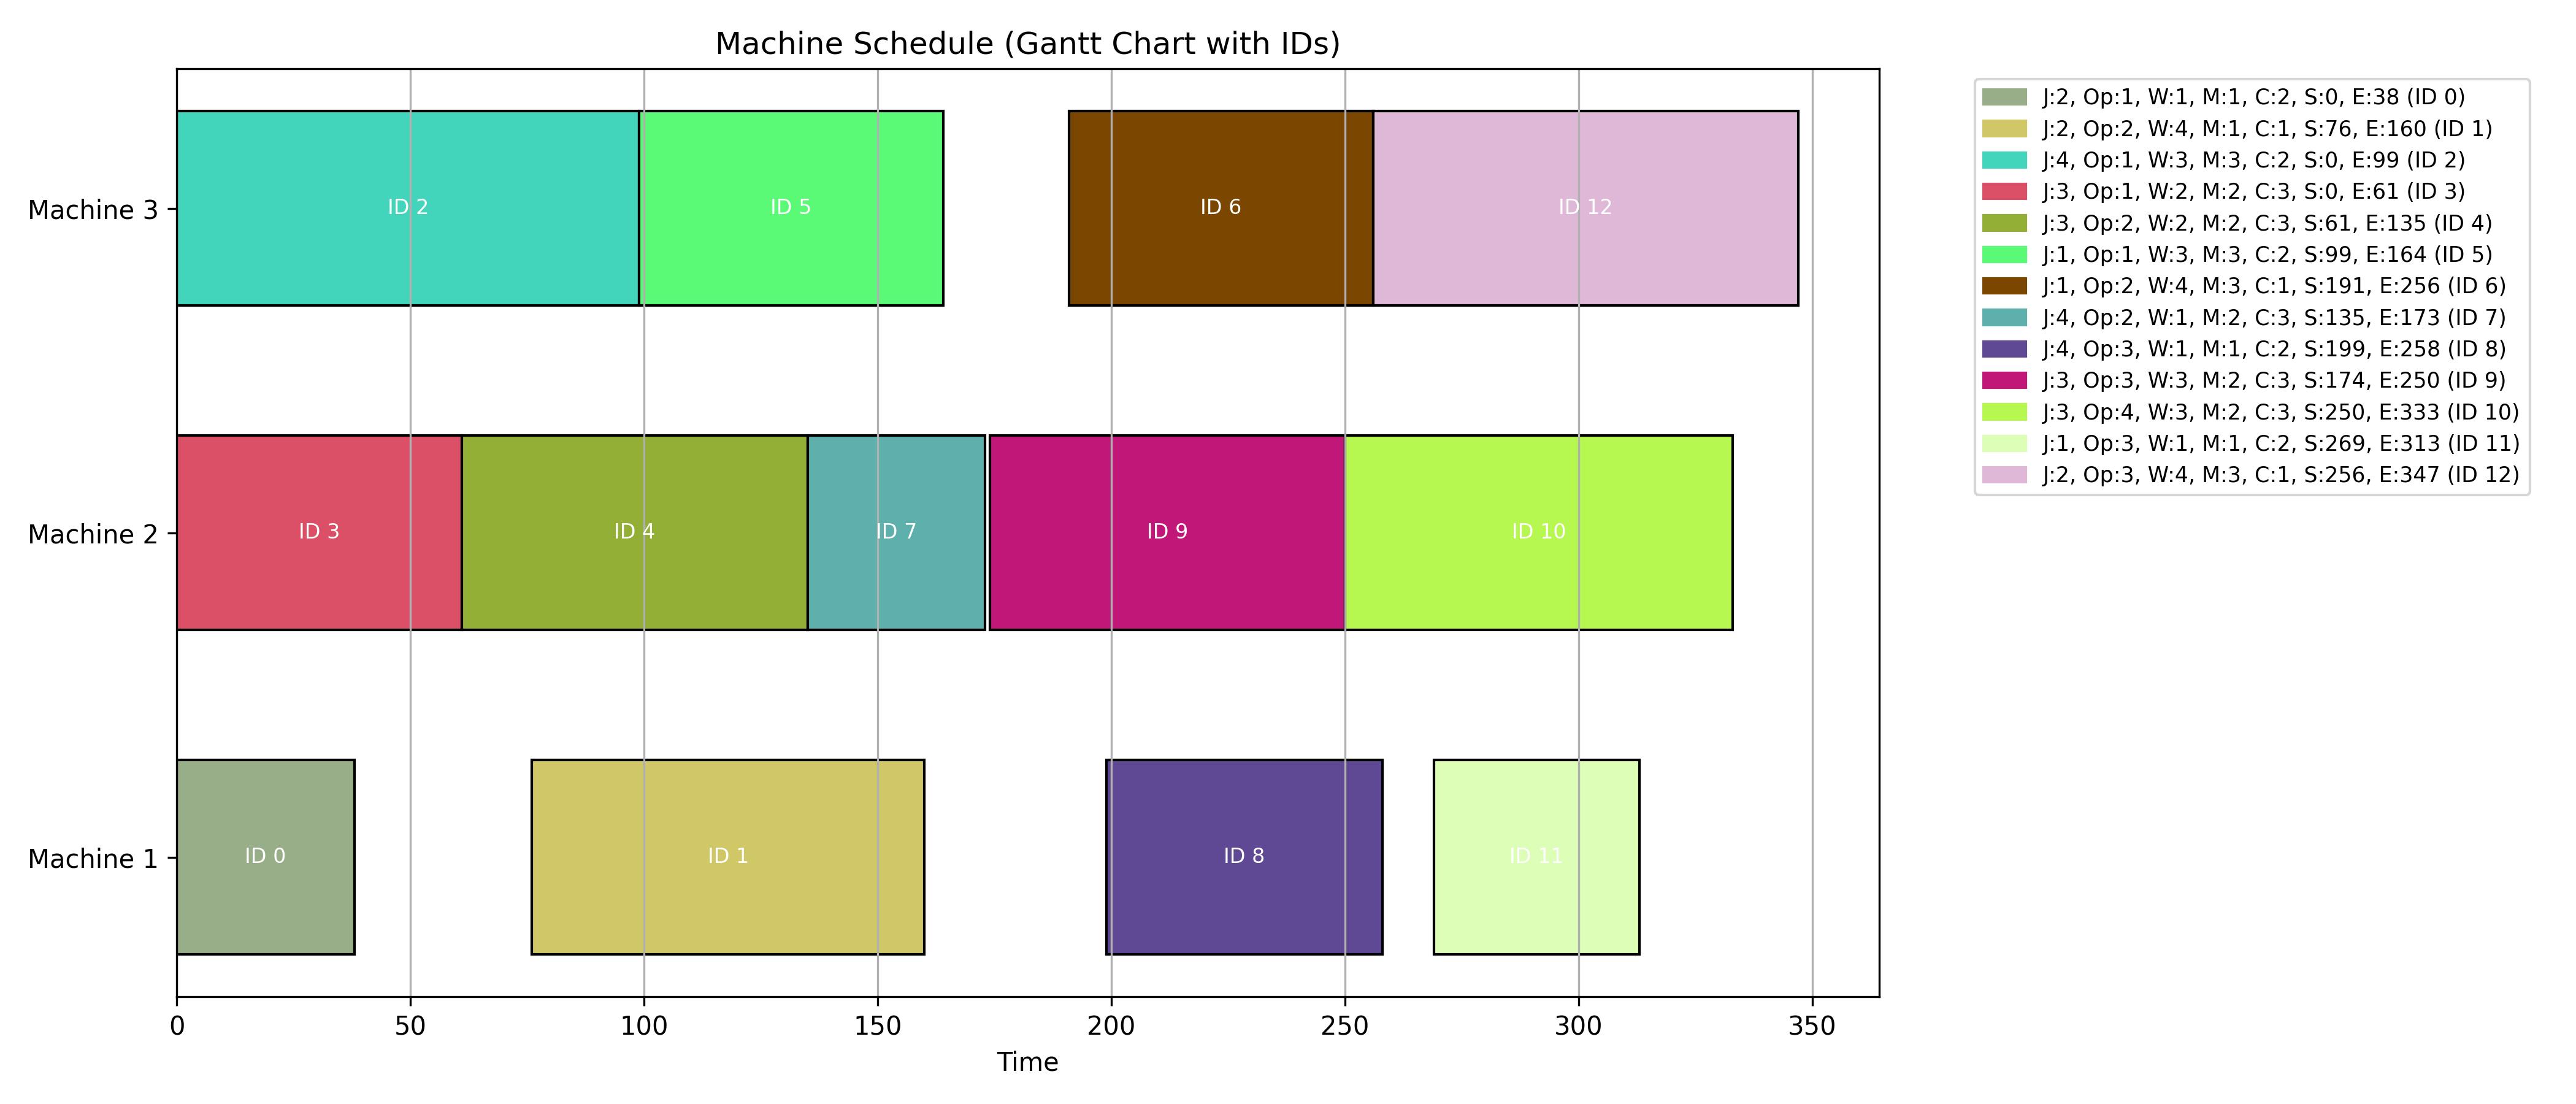 Machine Schedule (Gantt Chart with IDs)
Machine 3
ID 2
ID 5
ID 6
ID 12
Machine 2
ID 3
ID 4
ID 7
ID 9
ID 10
Machine 1
ID 0
ID 1
ID 8
ID 11
0 50 100 150 200 250 300 350
Time
J:2, Op:1, W:1, M:1, C:2, S:0, E:38 (ID 0)
J:2, Op:2, W:4, M:1, C:1, S:76, E:160 (ID 1)
J:4, Op:1, W:3, M:3, C:2, S:0, E:99 (ID 2)
J:3, Op:1, W:2, M:2, C:3, S:0, E:61 (ID 3)
J:3, Op:2, W:2, M:2, C:3, S:61, E:135 (ID 4)
J:1, Op:1, W:3, M:3, C:2, S:99, E:164 (ID 5)
J:1, Op:2, W:4, M:3, C:1, S:191, E:256 (ID 6)
J:4, Op:2, W:1, M:2, C:3, S:135, E:173 (ID 7)
J:4, Op:3, W:1, M:1, C:2, S:199, E:258 (ID 8)
J:3, Op:3, W:3, M:2, C:3, S:174, E:250 (ID 9)
J:3, Op:4, W:3, M:2, C:3, S:250, E:333 (ID 10)
J:1, Op:3, W:1, M:1, C:2, S:269, E:313 (ID 11)
J:2, Op:3, W:4, M:3, C:1, S:256, E:347 (ID 12)